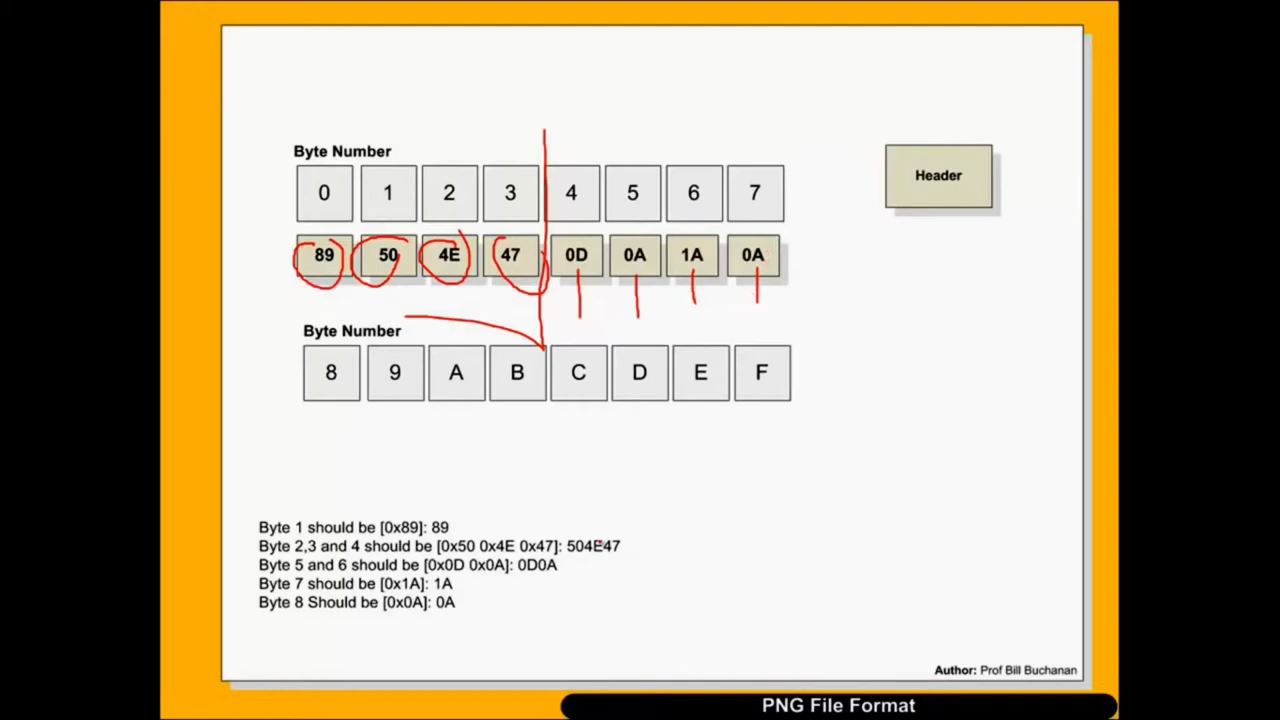 Byte Number
0 1 2 3 4 5 6 7
Header
89 50 4E 47 0D 0A 1A 0A
Byte Number
8 9 A B C D E F
Byte 1 should be [0x89]: 89
Byte 2,3 and 4 should be [0x50 0x4E 0x47]: 504E47
Byte 5 and 6 should be [0x0D 0x0A]: 0D0A
Byte 7 should be [0x1A]: 1A
Byte 8 Should be [0x0A]: 0A
Author: Prof Bill Buchanan
PNG File Format